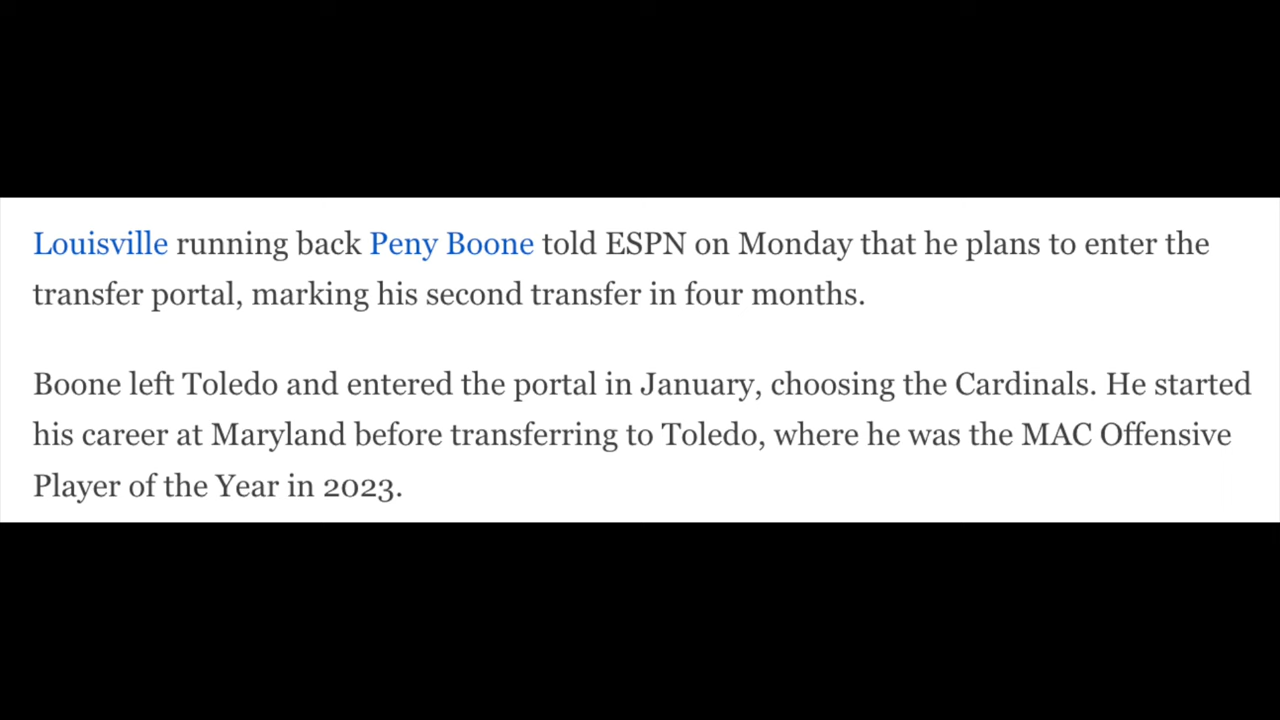 Louisville running back Peny Boone told ESPN on Monday that he plans to enter the
transfer portal, marking his second transfer in four months.
Boone left Toledo and entered the portal in January, choosing the Cardinals. He started
his career at Maryland before transferring to Toledo, where he was the MAC Offensive
Player of the Year in 2023.